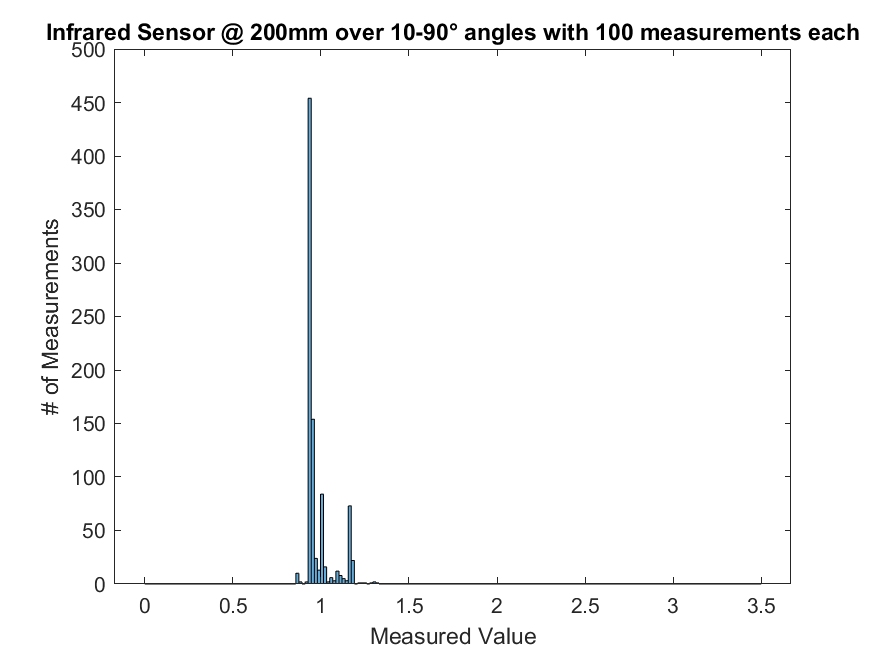 Infrared Sensor @ 200mm over 10-90° angles with 100 measurements each
500
450
400
350
300
250
200
150
100
50
0
# of Measurements
0 0.5 1 1.5 2 2.5 3 3.5
Measured Value